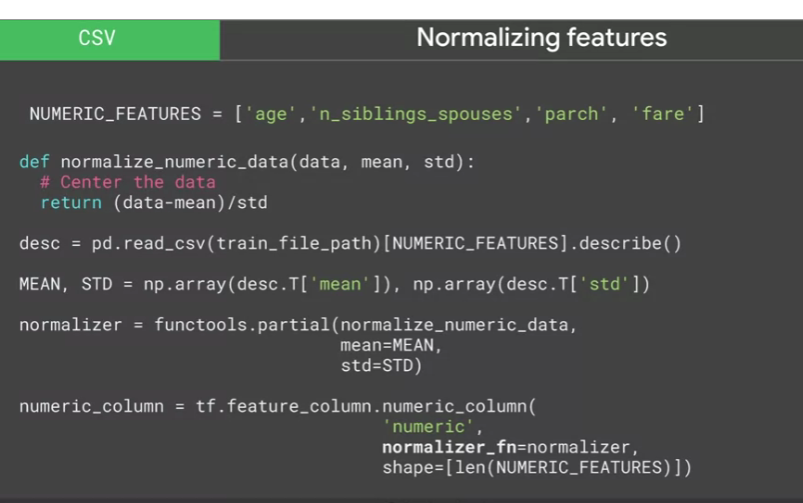 CSV
Normalizing features
NUMERIC_FEATURES = ['age','n_siblings_spouses','parch', 'fare']
def normalize_numeric_data(data, mean, std):
# Center the data
return (data-mean)/std
desc = pd.read_csv(train_file_path)[NUMERIC_FEATURES].describe()
MEAN, STD = np.array(desc.T['mean']), np.array(desc.T['std'])
normalizer = functools.partial(normalize_numeric_data,
mean=MEAN,
std=STD)
numeric_column = tf.feature_column.numeric_column(
'numeric',
normalizer_fn=normalizer,
shape=[len(NUMERIC_FEATURES)])